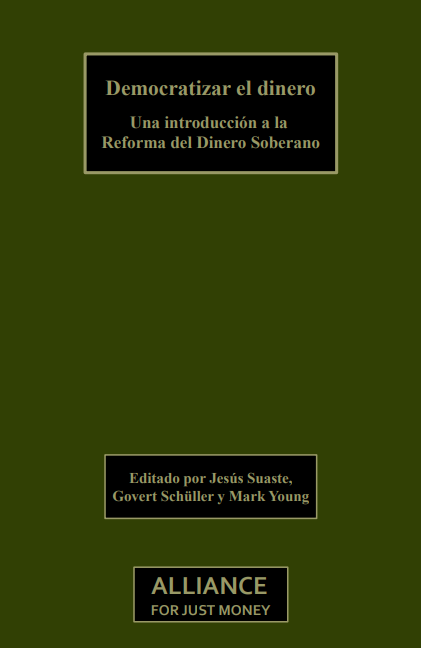 Democratizar el dinero
Una introducción a la
Reforma del Dinero Soberano
Editado por Jesús Suaste,
Govert Schüller y Mark Young
ALLIANCE
FOR JUST MONEY